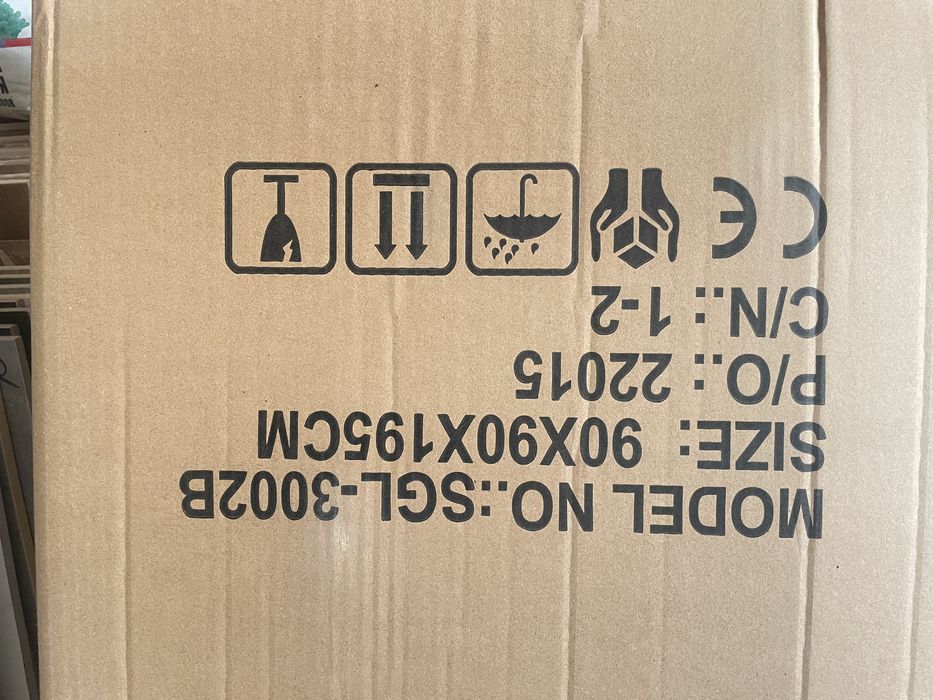 MODEL NO.:SGL-3002B
SIZE: 90X90X195CM
P/O.: 22015
C/N.: 1-2
CE